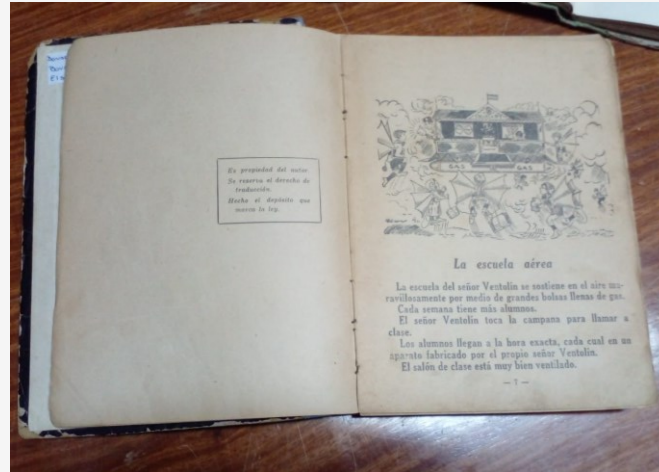 Es propiedad del autor
Se reserva el derecho de
traducción.
Hecho el depósito que
marca la ley.
GAS
GAS
La escuela aérea
La escuela del señor Ventolín se sostiene en el aire ma-
ravillosamente por medio de grandes bolsas llenas de gas.
Cada semana tiene más alumnos.
El señor Ventolín toca la campana para llamar a
clase.
Los alumnos llegan a la hora exacta, cada cual en un
aparato fabricado por el propio señor Ventolín.
El salón de clase está muy bien ventilado.
— 7 —